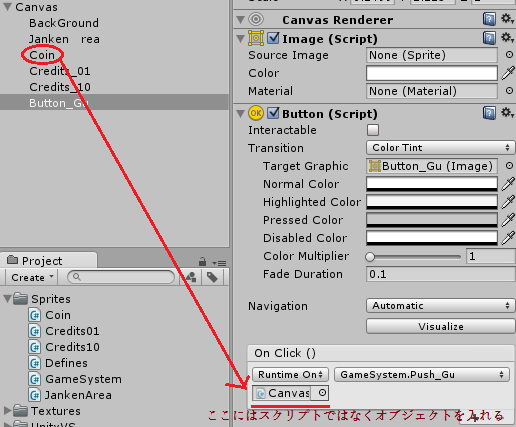 Canvas
BackGround
Janken rea
Coin
Credits_01
Credits_10
Button_Gu
Project
Create
Sprites
Coin
Credits01
Credits10
Defines
GameSystem
JankenArea
Textures
Canvas Renderer
Image (Script)
Source Image
None (Sprite)
Color
Material
None (Material)
OK
Button (Script)
Interactable
Transition
Color Tint
Target Graphic
Button_Gu (Image)
Normal Color
Highlighted Color
Pressed Color
Disabled Color
Color Multiplier
1
Fade Duration
0.1
Navigation
Automatic
Visualize
On Click ()
Runtime On
GameSystem.Push_Gu
Canvas
ここにはスクリプトではなくオブジェクトを入れる